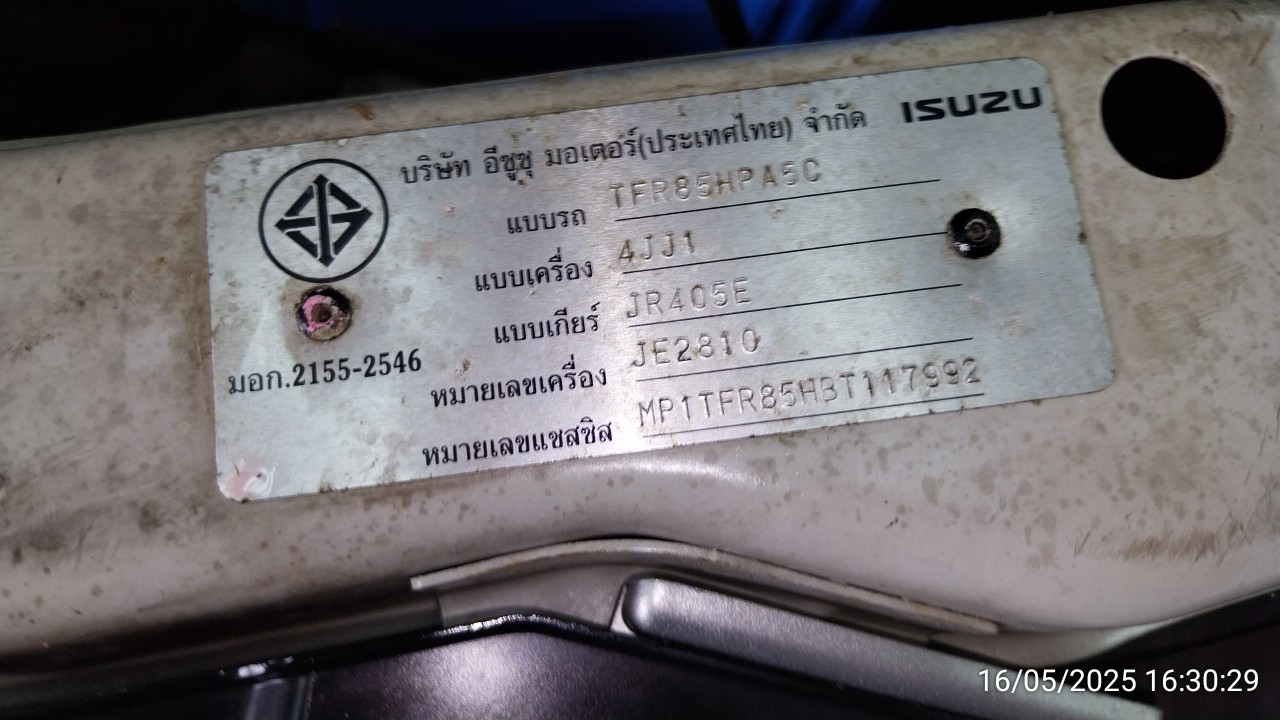 ISUZU
บริษัท อีซูซุ มอเตอร์(ประเทศไทย) จำกัด
แบบรถ TFR85HPA5C
แบบเครื่อง 4JJ1
แบบเกียร์ JR405E
หมายเลขเครื่อง JE2810
หมายเลขแชสซิส MP1TFR85HBT117992
มอก.2155-2546
16/05/2025 16:30:29